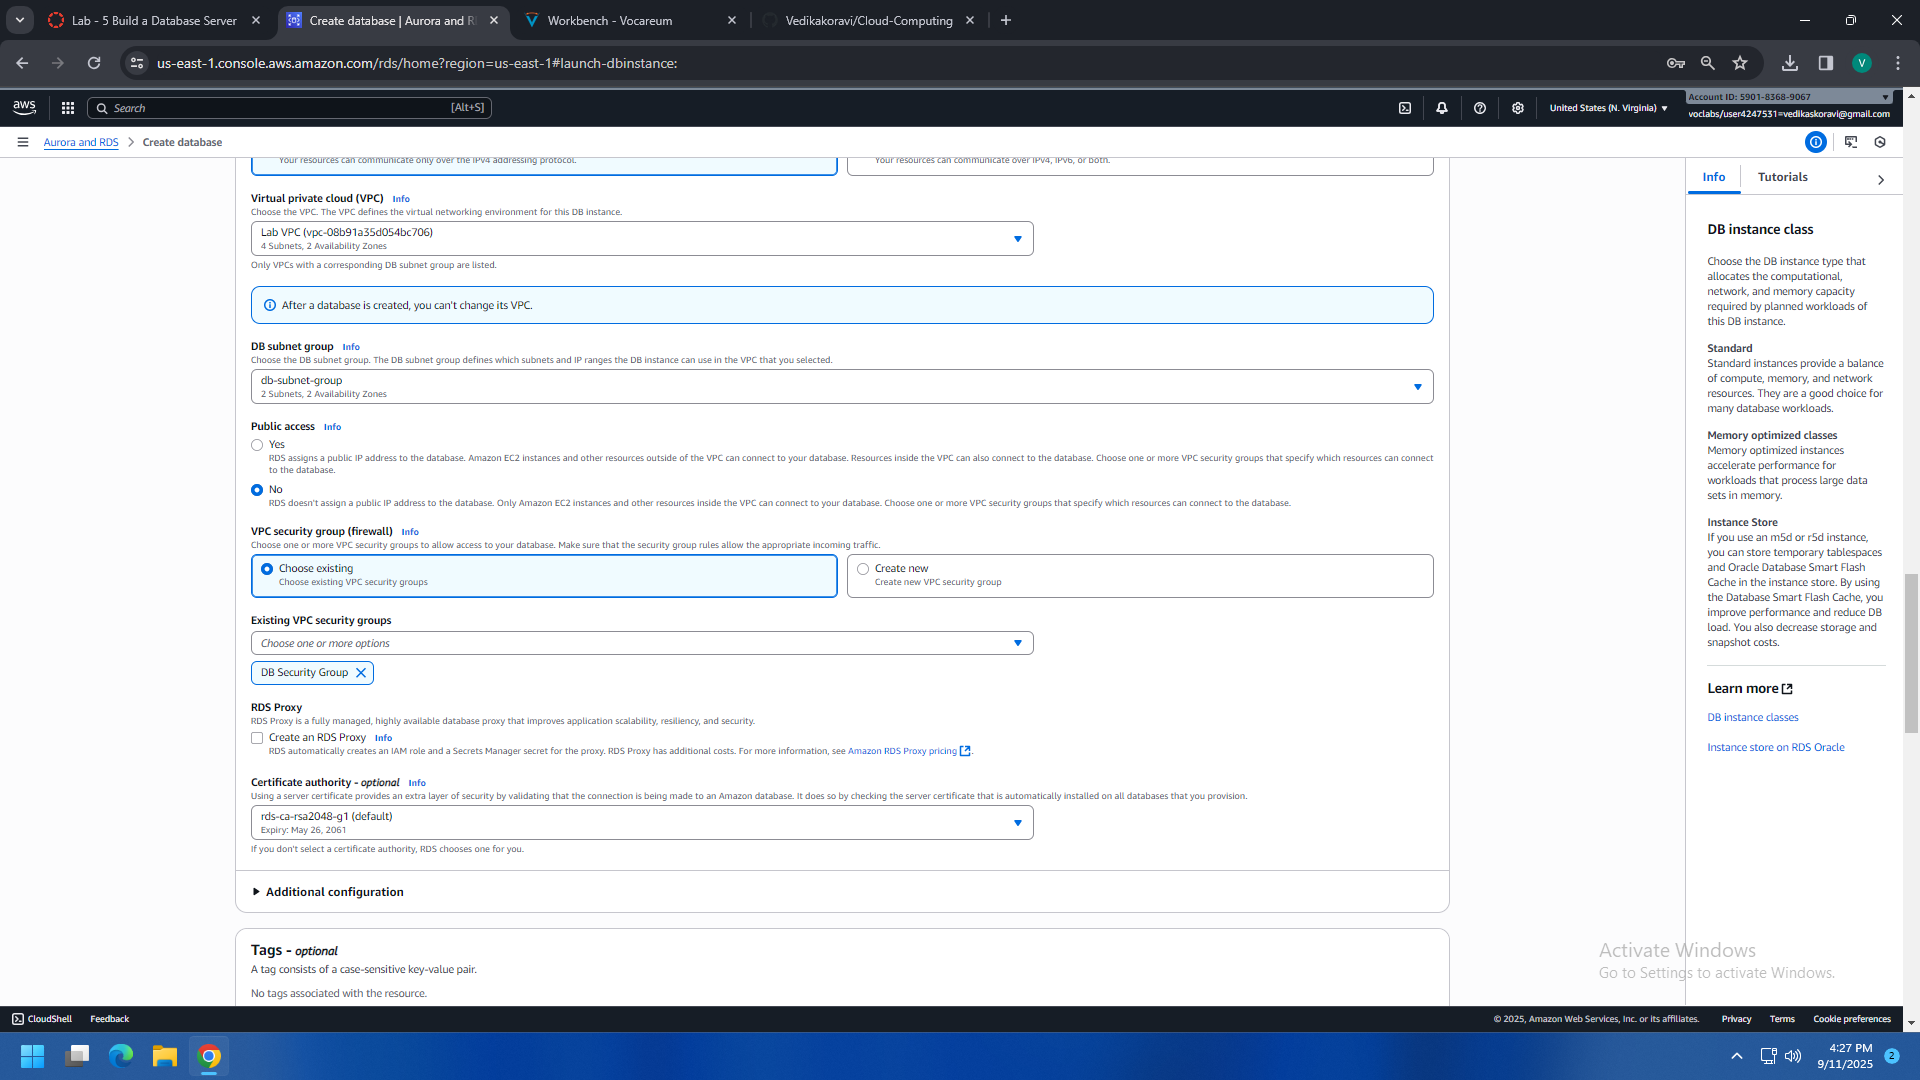 Lab - 5 Build a Database Server
Create database | Aurora and R
Workbench - Vocareum
Vedikakoravi/Cloud-Computing
us-east-1.console.aws.amazon.com/rds/home?region=us-east-1#launch-dbinstance:
V
aws
Search
[Alt+S]
United States (N. Virginia)
Account ID: 5901-8368-9067
voclabs/user4247531=vedikaskoravi@gmail.com
Aurora and RDS > Create database
Your resources can communicate only over the IPv4 addressing protocol.
Your resources can communicate over IPv4, IPv6, or both.
Virtual private cloud (VPC) Info
Choose the VPC. The VPC defines the virtual networking environment for this DB instance.
Lab VPC (vpc-08b91a35d054bc706)
4 Subnets, 2 Availability Zones
Only VPCs with a corresponding DB subnet group are listed.
After a database is created, you can't change its VPC.
DB subnet group Info
Choose the DB subnet group. The DB subnet group defines which subnets and IP ranges the DB instance can use in the VPC that you selected.
db-subnet-group
2 Subnets, 2 Availability Zones
Public access Info
Yes
RDS assigns a public IP address to the database. Amazon EC2 instances and other resources outside of the VPC can connect to your database. Resources inside the VPC can also connect to the database. Choose one or more VPC security groups that specify which resources can connect
to the database.
No
RDS doesn't assign a public IP address to the database. Only Amazon EC2 instances and other resources inside the VPC can connect to your database. Choose one or more VPC security groups that specify which resources can connect to the database.
VPC security group (firewall) Info
Choose one or more VPC security groups to allow access to your database. Make sure that the security group rules allow the appropriate incoming traffic.
Choose existing
Choose existing VPC security groups
Create new
Create new VPC security group
Existing VPC security groups
Choose one or more options
DB Security Group
RDS Proxy
RDS Proxy is a fully managed, highly available database proxy that improves application scalability, resiliency, and security.
Create an RDS Proxy Info
RDS automatically creates an IAM role and a Secrets Manager secret for the proxy. RDS Proxy has additional costs. For more information, see Amazon RDS Proxy pricing.
Certificate authority - optional Info
Using a server certificate provides an extra layer of security by validating that the connection is being made to an Amazon database. It does so by checking the server certificate that is automatically installed on all databases that you provision.
rds-ca-rsa2048-g1 (default)
Expiry: May 26, 2061
If you don't select a certificate authority, RDS chooses one for you.
Additional configuration
Tags - optional
A tag consists of a case-sensitive key-value pair.
No tags associated with the resource.
Info
Tutorials
DB instance class
Choose the DB instance type that
allocates the computational,
network, and memory capacity
required by planned workloads of
this DB instance.
Standard
Standard instances provide a balance
of compute, memory, and network
resources. They are a good choice for
many database workloads.
Memory optimized classes
Memory optimized instances
accelerate performance for
workloads that process large data
sets in memory.
Instance Store
If you use an m5d or r5d instance,
you can store temporary tablespaces
and Oracle Database Smart Flash
Cache in the instance store. By using
the Database Smart Flash Cache, you
improve performance and reduce DB
load. You also decrease storage and
snapshot costs.
Learn more
DB instance classes
Instance store on RDS Oracle
Activate Windows
Go to Settings to activate Windows.
CloudShell
Feedback
© 2025, Amazon Web Services, Inc. or its affiliates.
Privacy
Terms
Cookie preferences
4:27 PM
9/11/2025
2